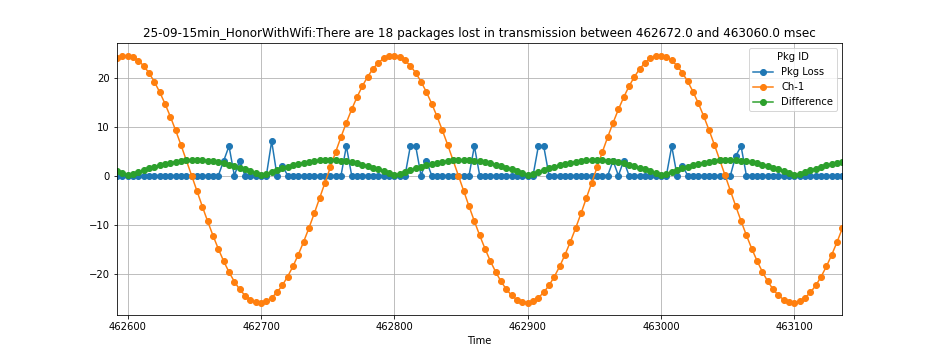 25-09-15min_HonorWithWifi:There are 18 packages lost in transmission between 462672.0 and 463060.0 msec
Pkg ID
Pkg Loss
Ch-1
Difference
20
10
0
−10
−20
462600 462700 462800 462900 463000 463100
Time